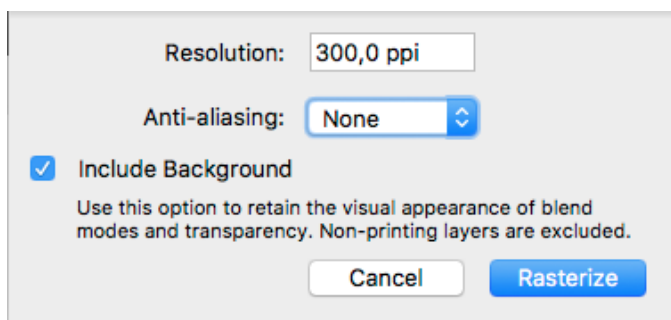 Resolution: 300,0 ppi
Anti-aliasing: None
Include Background
Use this option to retain the visual appearance of blend
modes and transparency. Non-printing layers are excluded.
Cancel Rasterize